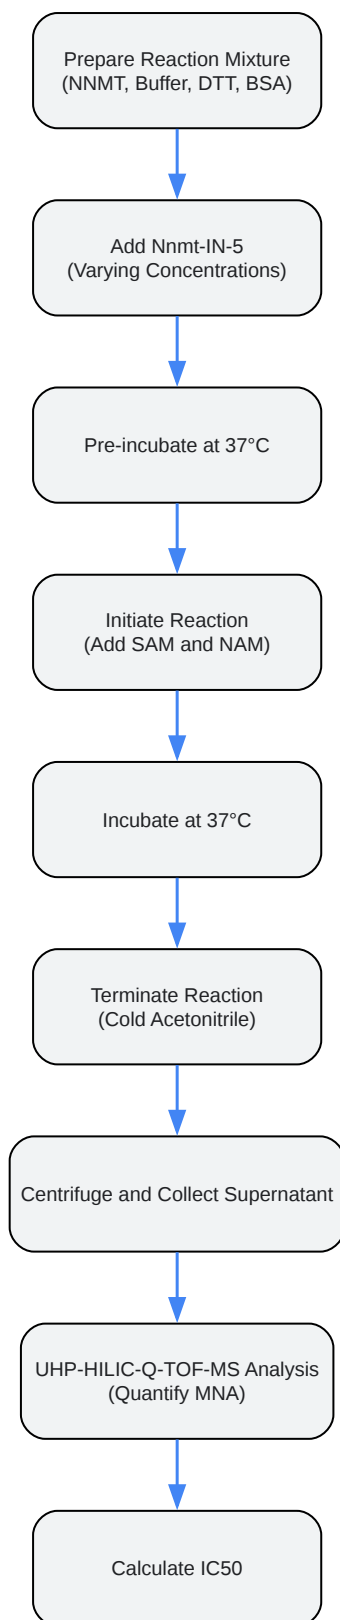 Prepare Reaction Mixture
(NNMT, Buffer, DTT, BSA)
Add Nnmt-IN-5
(Varying Concentrations)
Pre-incubate at 37°C
Initiate Reaction
(Add SAM and NAM)
Incubate at 37°C
Terminate Reaction
(Cold Acetonitrile)
Centrifuge and Collect Supernatant
UHP-HILIC-Q-TOF-MS Analysis
(Quantify MNA)
Calculate IC50